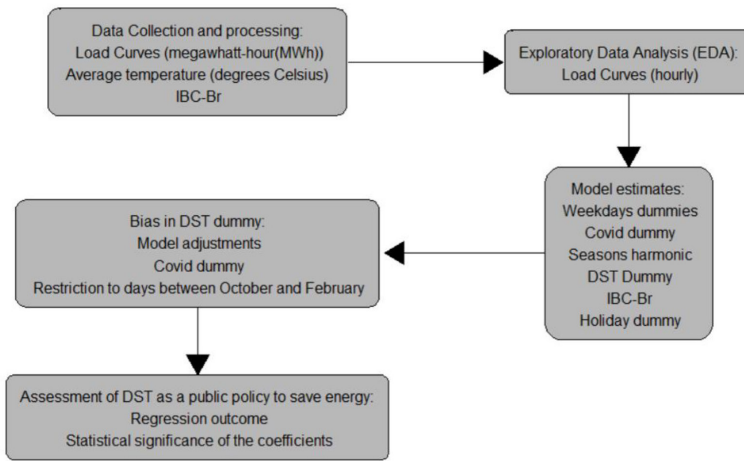 Data Collection and processing:
Load Curves (megawhatt-hour(MWh))
Average temperature (degrees Celsius)
IBC-Br
Exploratory Data Analysis (EDA):
Load Curves (hourly)
Model estimates:
Weekdays dummies
Covid dummy
Seasons harmonic
DST Dummy
IBC-Br
Holiday dummy
Bias in DST dummy:
Model adjustments
Covid dummy
Restriction to days between October and February
Assessment of DST as a public policy to save energy:
Regression outcome
Statistical significance of the coefficients